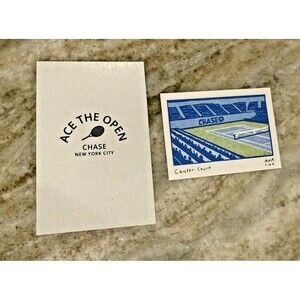 ACE THE OPEN
CHASE
NEW YORK CITY
CHASE
Center Court